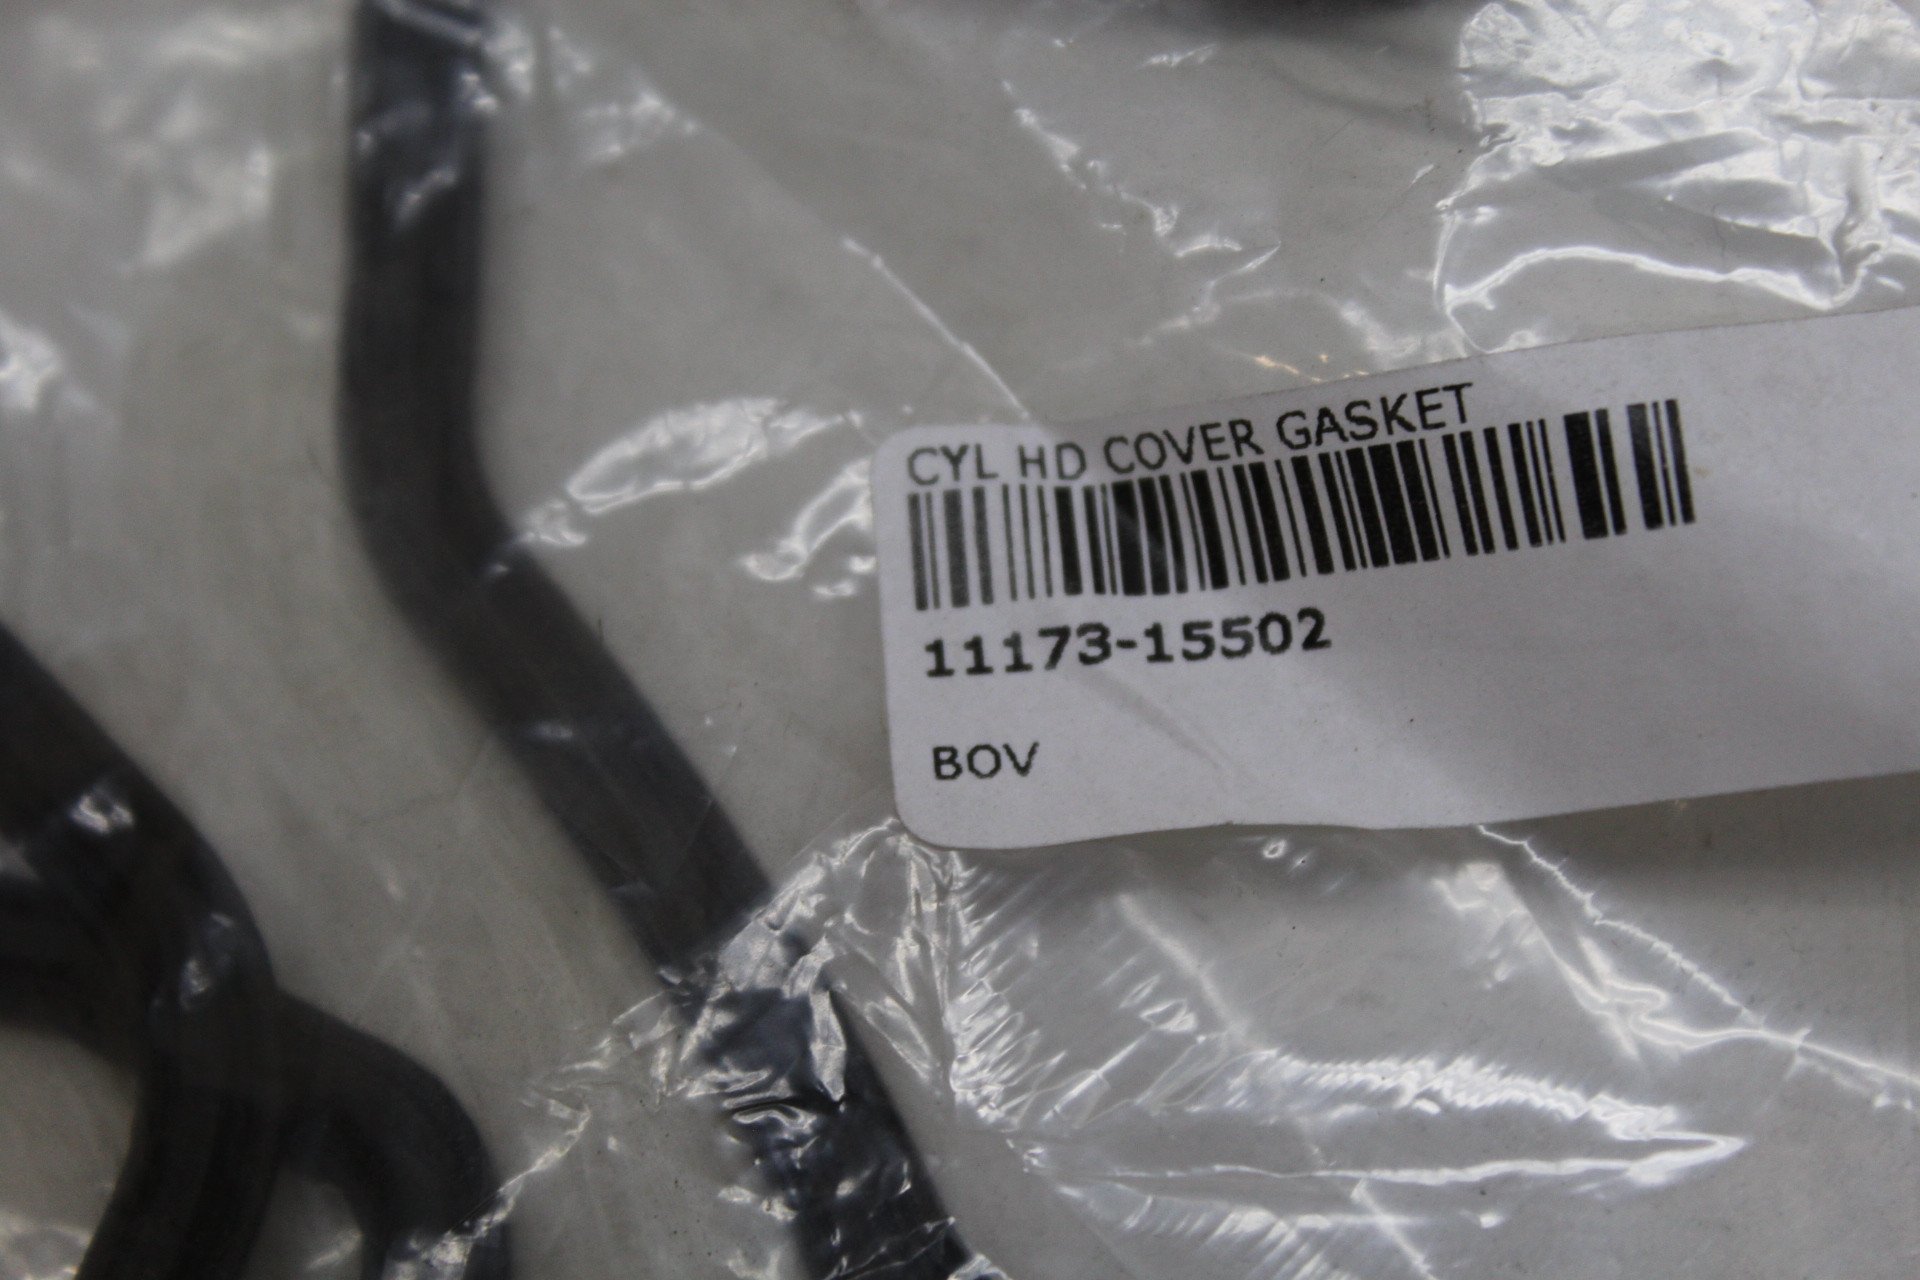 CYL HD COVER GASKET
11173-15502
BOV